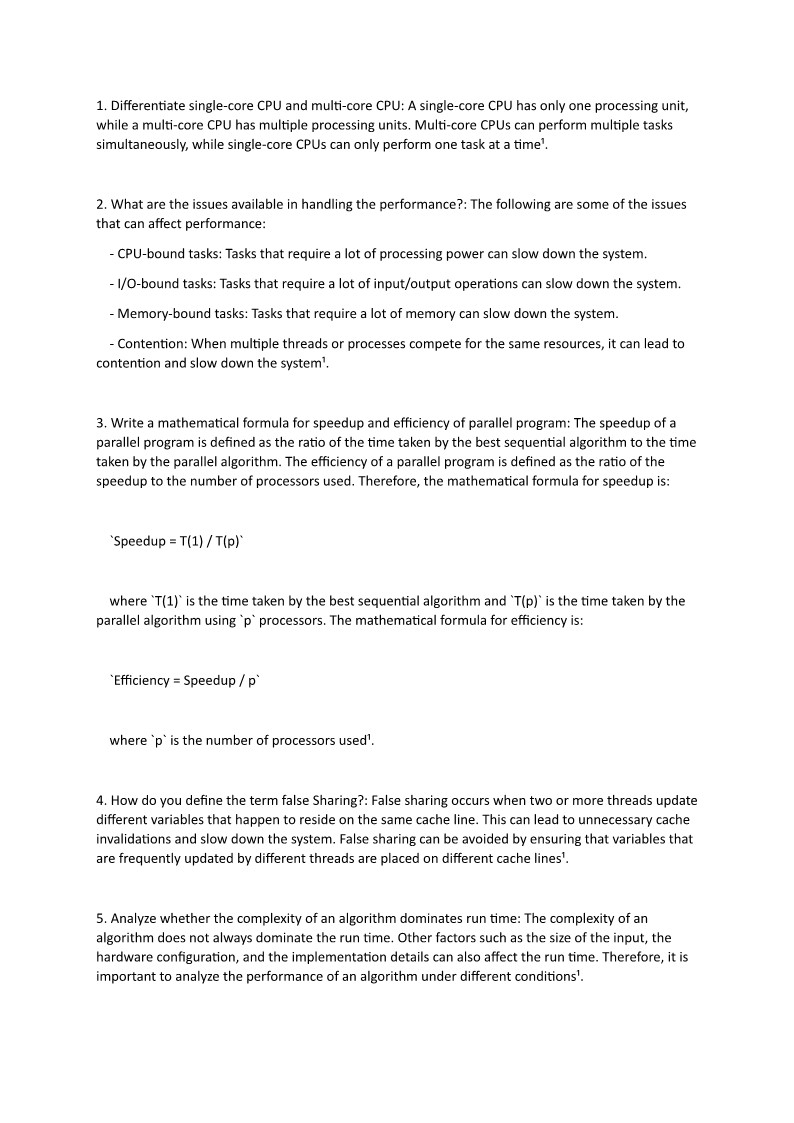 1. Differentiate single-core CPU and multi-core CPU: A single-core CPU has only one processing unit,
while a multi-core CPU has multiple processing units. Multi-core CPUs can perform multiple tasks
simultaneously, while single-core CPUs can only perform one task at a time¹.
2. What are the issues available in handling the performance?: The following are some of the issues
that can affect performance:
- CPU-bound tasks: Tasks that require a lot of processing power can slow down the system.
- I/O-bound tasks: Tasks that require a lot of input/output operations can slow down the system.
- Memory-bound tasks: Tasks that require a lot of memory can slow down the system.
- Contention: When multiple threads or processes compete for the same resources, it can lead to
contention and slow down the system¹.
3. Write a mathematical formula for speedup and efficiency of parallel program: The speedup of a
parallel program is defined as the ratio of the time taken by the best sequential algorithm to the time
taken by the parallel algorithm. The efficiency of a parallel program is defined as the ratio of the
speedup to the number of processors used. Therefore, the mathematical formula for speedup is:
`Speedup = T(1) / T(p)`
where `T(1)` is the time taken by the best sequential algorithm and `T(p)` is the time taken by the
parallel algorithm using `p` processors. The mathematical formula for efficiency is:
`Efficiency = Speedup / p`
where `p` is the number of processors used¹.
4. How do you define the term false Sharing?: False sharing occurs when two or more threads update
different variables that happen to reside on the same cache line. This can lead to unnecessary cache
invalidations and slow down the system. False sharing can be avoided by ensuring that variables that
are frequently updated by different threads are placed on different cache lines¹.
5. Analyze whether the complexity of an algorithm dominates run time: The complexity of an
algorithm does not always dominate the run time. Other factors such as the size of the input, the
hardware configuration, and the implementation details can also affect the run time. Therefore, it is
important to analyze the performance of an algorithm under different conditions¹.